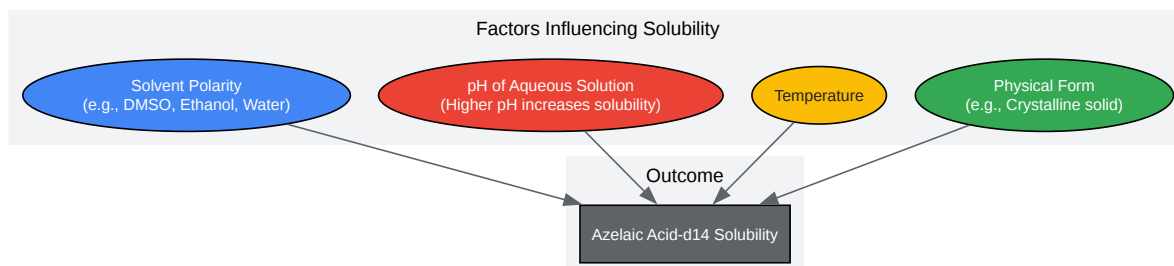 Factors Influencing Solubility
Solvent Polarity
(e.g., DMSO, Ethanol, Water)
pH of Aqueous Solution
(Higher pH increases solubility)
Temperature
Physical Form
(e.g., Crystalline solid)
Outcome
Azelaic Acid-d14 Solubility